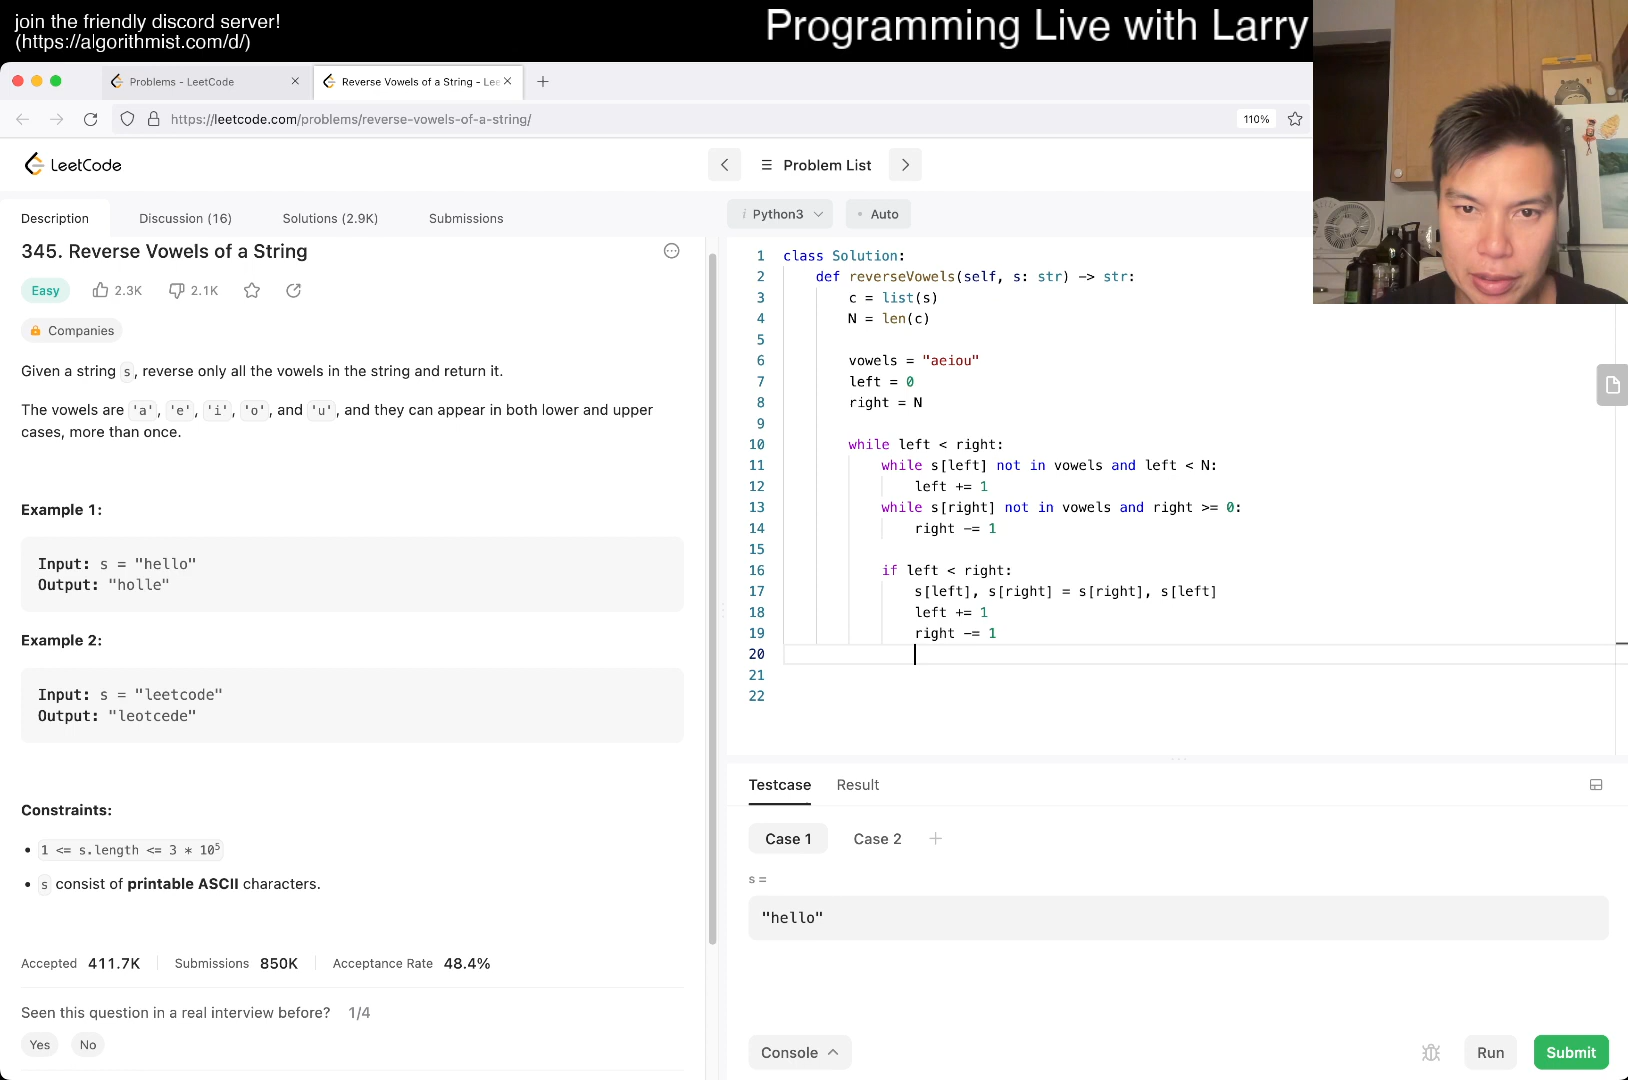 join the friendly discord server!
(https://algorithmist.com/d/)
Programming Live with Larry
Problems - LeetCode
Reverse Vowels of a String - Lee
https://leetcode.com/problems/reverse-vowels-of-a-string/
110%
LeetCode
Problem List
Description
Discussion (16)
Solutions (2.9K)
Submissions
345. Reverse Vowels of a String
Easy
2.3K
2.1K
Companies
Given a string s, reverse only all the vowels in the string and return it.
The vowels are 'a', 'e', 'i', 'o', and 'u', and they can appear in both lower and upper
cases, more than once.
Example 1:
Input: s = "hello"
Output: "holle"
Example 2:
Input: s = "leetcode"
Output: "leotcede"
Constraints:
• 1 <= s.length <= 3 * 10⁵
• s consist of printable ASCII characters.
Accepted 411.7K
Submissions 850K
Acceptance Rate 48.4%
Seen this question in a real interview before? 1/4
Yes
No
i Python3
• Auto
1 class Solution:
2 def reverseVowels(self, s: str) -> str:
3 c = list(s)
4 N = len(c)
5
6 vowels = "aeiou"
7 left = 0
8 right = N
9
10 while left < right:
11 while s[left] not in vowels and left < N:
12 left += 1
13 while s[right] not in vowels and right >= 0:
14 right -= 1
15
16 if left < right:
17 s[left], s[right] = s[right], s[left]
18 left += 1
19 right -= 1
20
21
22
Testcase
Result
Case 1
Case 2
s =
"hello"
Console
Run
Submit